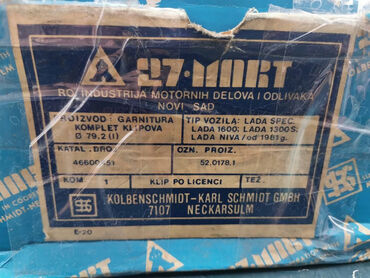 27·MART
RO INDUSTRIJA MOTORNIH DELOVA I ODLIVAKA
NOVI SAD
PROIZVOD: GARNITURA
KOMPLET KLIPOVA
Ø 79.2 (I)
TIP VOZILA: LADA SPEC.
LADA 1600; LADA 1300S;
LADA NIVA/od 1981g.
KATAL. BROJ
46600451
OZN. PROIZ.
52.0178.1
KOM. 1
KLIP PO LICENCI
TEŽ.
KOLBENSCHMIDT-KARL SCHMIDT GMBH
7107 NECKARSULM
E-20